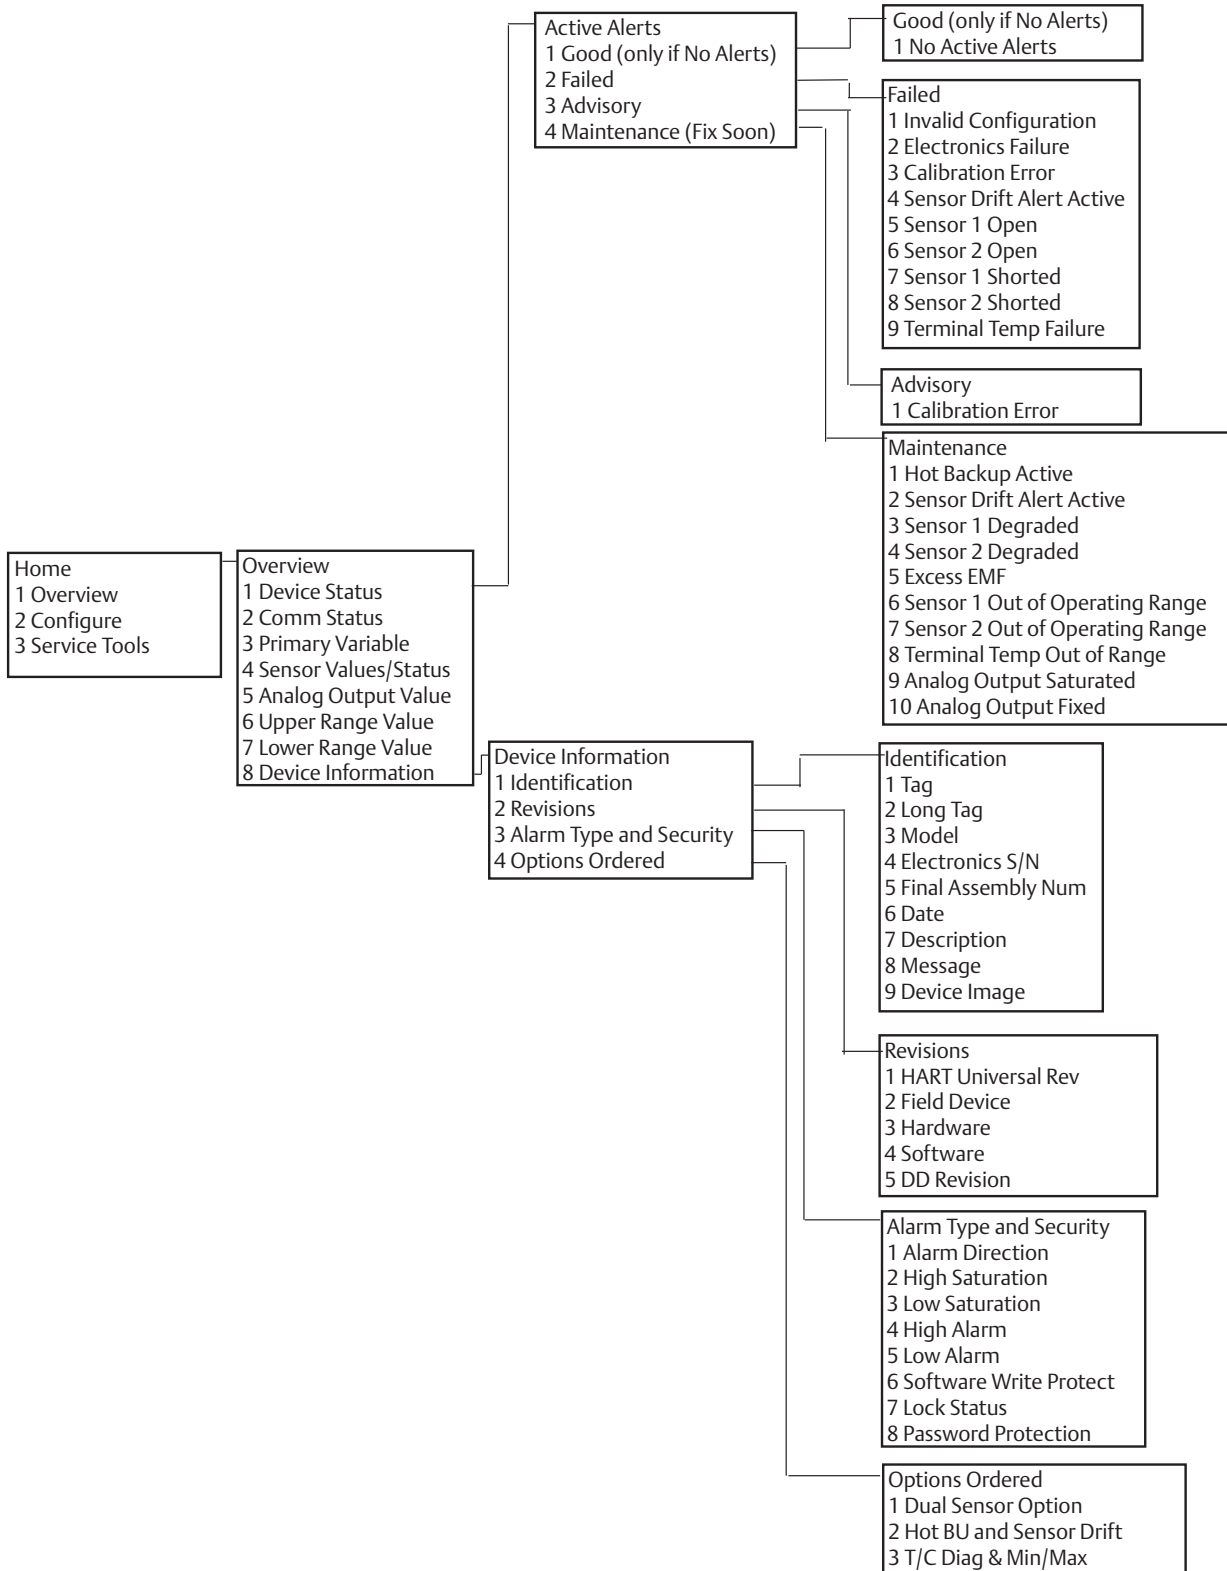 Home
1 Overview
2 Configure
3 Service Tools
Overview
1 Device Status
2 Comm Status
3 Primary Variable
4 Sensor Values/Status
5 Analog Output Value
6 Upper Range Value
7 Lower Range Value
8 Device Information
Active Alerts
1 Good (only if No Alerts)
2 Failed
3 Advisory
4 Maintenance (Fix Soon)
Good (only if No Alerts)
1 No Active Alerts
Failed
1 Invalid Configuration
2 Electronics Failure
3 Calibration Error
4 Sensor Drift Alert Active
5 Sensor 1 Open
6 Sensor 2 Open
7 Sensor 1 Shorted
8 Sensor 2 Shorted
9 Terminal Temp Failure
Advisory
1 Calibration Error
Maintenance
1 Hot Backup Active
2 Sensor Drift Alert Active
3 Sensor 1 Degraded
4 Sensor 2 Degraded
5 Excess EMF
6 Sensor 1 Out of Operating Range
7 Sensor 2 Out of Operating Range
8 Terminal Temp Out of Range
9 Analog Output Saturated
10 Analog Output Fixed
Device Information
1 Identification
2 Revisions
3 Alarm Type and Security
4 Options Ordered
Identification
1 Tag
2 Long Tag
3 Model
4 Electronics S/N
5 Final Assembly Num
6 Date
7 Description
8 Message
9 Device Image
Revisions
1 HART Universal Rev
2 Field Device
3 Hardware
4 Software
5 DD Revision
Alarm Type and Security
1 Alarm Direction
2 High Saturation
3 Low Saturation
4 High Alarm
5 Low Alarm
6 Software Write Protect
7 Lock Status
8 Password Protection
Options Ordered
1 Dual Sensor Option
2 Hot BU and Sensor Drift
3 T/C Diag & Min/Max